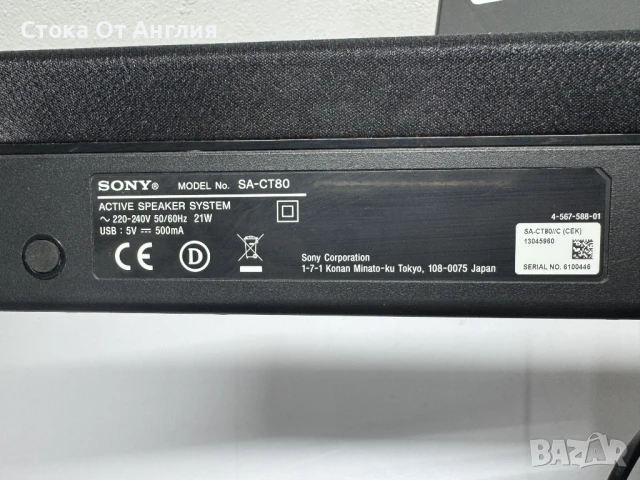 Стока От Англия
SONY® MODEL No. SA-CT80
ACTIVE SPEAKER SYSTEM
~ 220-240V 50/60Hz 21W
USB : 5V ⎓ 500mA
CE D
Sony Corporation
1-7-1 Konan Minato-ku Tokyo, 108-0075 Japan
4-567-588-01
SA-CT80//C (CEK)
13045960
SERIAL NO. 6100446
BAZAR